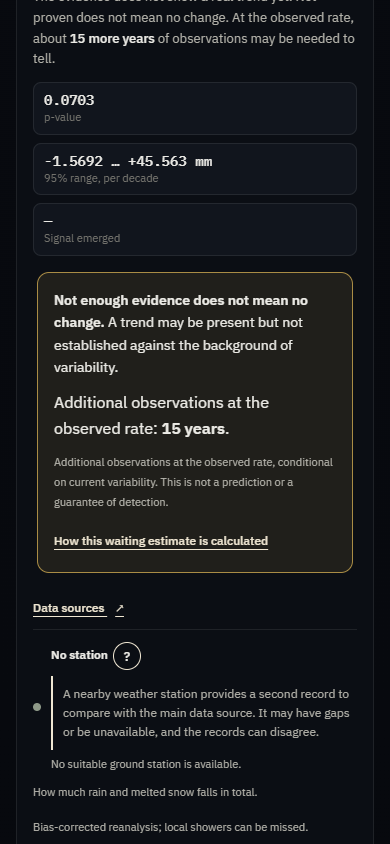 proven does not mean no change. At the observed rate,
about 15 more years of observations may be needed to
tell.
0.0703
p-value
-1.5692 … +45.563 mm
95% range, per decade
—
Signal emerged
Not enough evidence does not mean no
change. A trend may be present but not
established against the background of
variability.
Additional observations at the
observed rate: 15 years.
Additional observations at the observed rate, conditional
on current variability. This is not a prediction or a
guarantee of detection.
How this waiting estimate is calculated
Data sources ↗
No station ?
A nearby weather station provides a second record to
compare with the main data source. It may have gaps
or be unavailable, and the records can disagree.
No suitable ground station is available.
How much rain and melted snow falls in total.
Bias-corrected reanalysis; local showers can be missed.